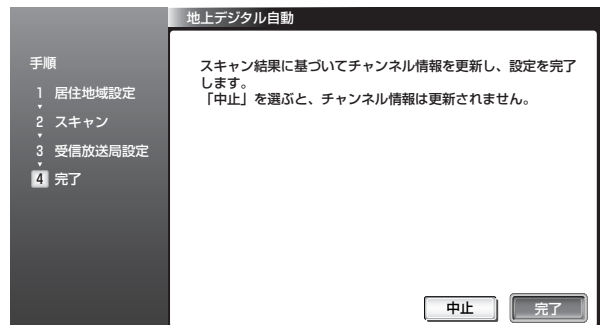 地上デジタル自動
手順
1 居住地域設定
2 スキャン
3 受信放送局設定
4 完了
スキャン結果に基づいてチャンネル情報を更新し、設定を完了
します。
「中止」を選ぶと、チャンネル情報は更新されません。
中止
完了